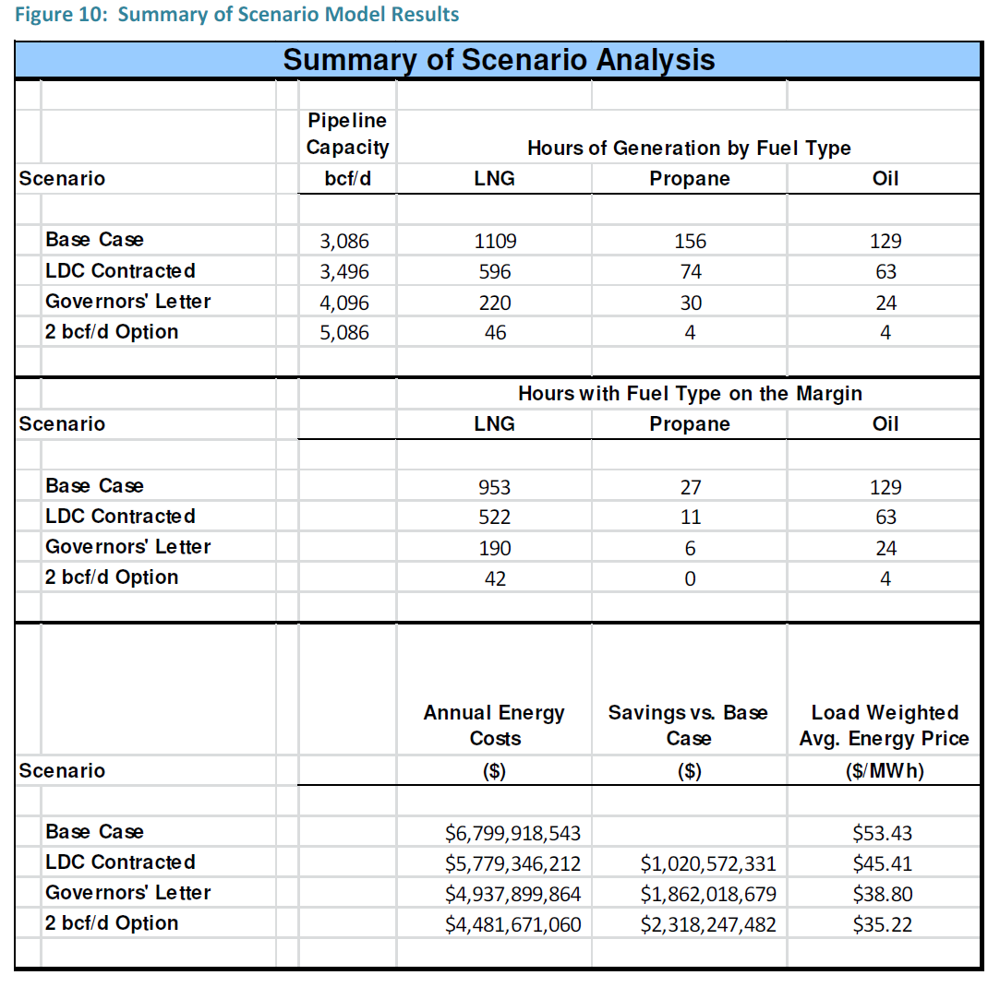 Figure 10: Summary of Scenario Model Results
Summary of Scenario Analysis
Pipeline
Capacity Hours of Generation by Fuel Type
Scenario bcf/d LNG Propane Oil
Base Case 3,086 1109 156 129
LDC Contracted 3,496 596 74 63
Governors' Letter 4,096 220 30 24
2 bcf/d Option 5,086 46 4 4
Hours with Fuel Type on the Margin
Scenario LNG Propane Oil
Base Case 953 27 129
LDC Contracted 522 11 63
Governors' Letter 190 6 24
2 bcf/d Option 42 0 4
Annual Energy Savings vs. Base Load Weighted
Costs Case Avg. Energy Price
Scenario ($) ($) ($/MWh)
Base Case $6,799,918,543 $53.43
LDC Contracted $5,779,346,212 $1,020,572,331 $45.41
Governors' Letter $4,937,899,864 $1,862,018,679 $38.80
2 bcf/d Option $4,481,671,060 $2,318,247,482 $35.22